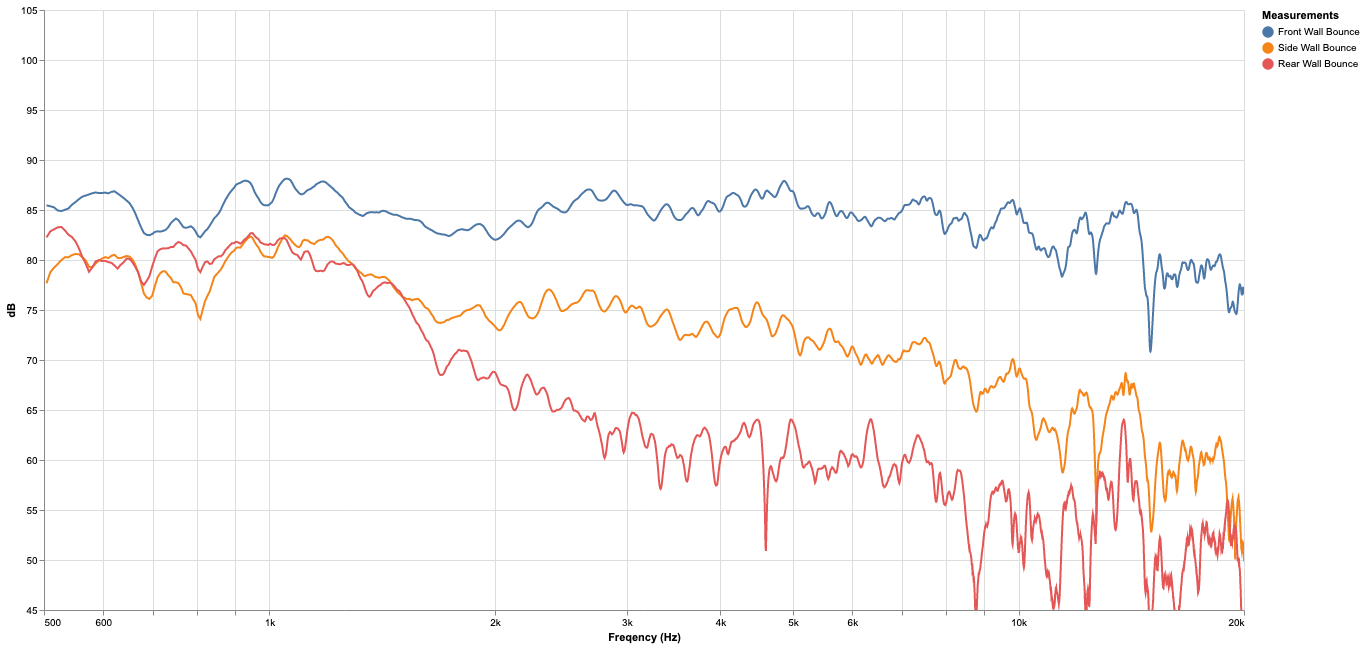 105
100
95
90
85
80
75
70
65
60
55
50
45
dB
500 600 1k 2k 3k 4k 5k 6k 10k 20k
Freqency (Hz)
Measurements
Front Wall Bounce
Side Wall Bounce
Rear Wall Bounce